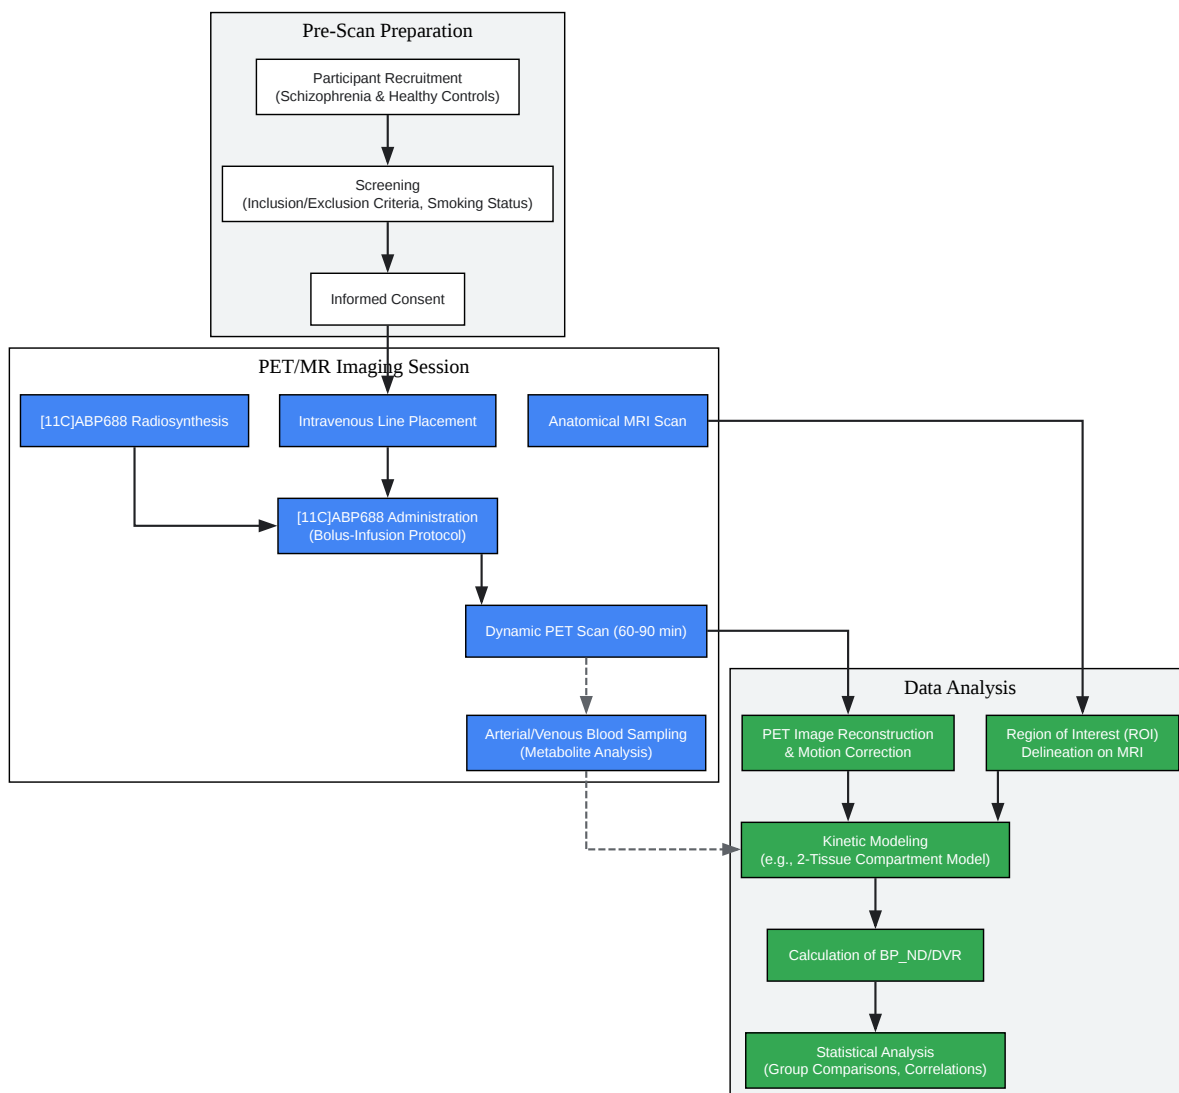 Pre-Scan Preparation
Participant Recruitment
(Schizophrenia & Healthy Controls)
Screening
(Inclusion/Exclusion Criteria, Smoking Status)
Informed Consent
PET/MR Imaging Session
[11C]ABP688 Radiosynthesis
Intravenous Line Placement
Anatomical MRI Scan
[11C]ABP688 Administration
(Bolus-Infusion Protocol)
Dynamic PET Scan (60-90 min)
Arterial/Venous Blood Sampling
(Metabolite Analysis)
Data Analysis
PET Image Reconstruction
& Motion Correction
Region of Interest (ROI)
Delineation on MRI
Kinetic Modeling
(e.g., 2-Tissue Compartment Model)
Calculation of BP_ND/DVR
Statistical Analysis
(Group Comparisons, Correlations)